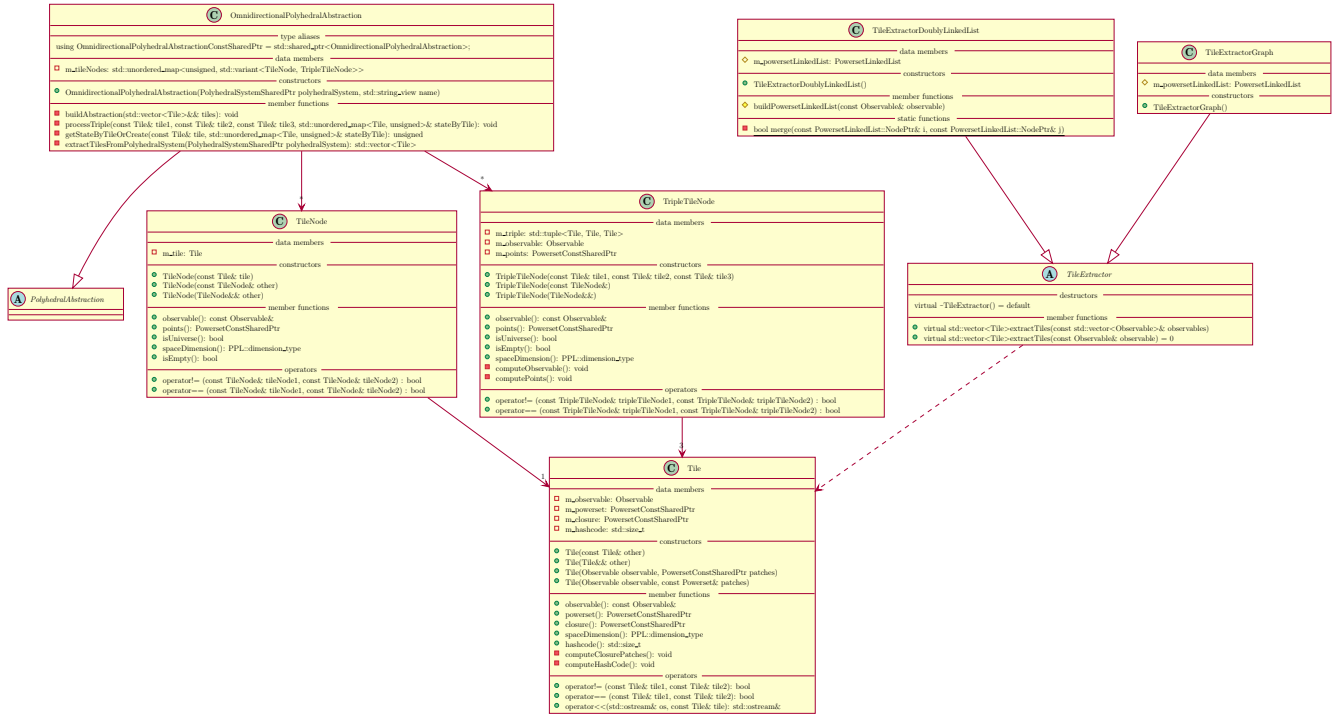 C OmnidirectionalPolyhedralAbstraction
type aliases
using OmnidirectionalPolyhedralAbstractionConstSharedPtr = std::shared_ptr<OmnidirectionalPolyhedralAbstraction>;
data members
m_tileNodes: std::unordered_map<unsigned, std::variant<TileNode, TripleTileNode>>
constructors
OmnidirectionalPolyhedralAbstraction(PolyhedralSystemSharedPtr polyhedralSystem, std::string_view name)
member functions
buildAbstraction(std::vector<Tile>&& tiles): void
processTriple(const Tile& tile1, const Tile& tile2, const Tile& tile3, std::unordered_map<Tile, unsigned>& stateByTile): void
getStateByTileOrCreate(const Tile& tile, std::unordered_map<Tile, unsigned>& stateByTile): unsigned
extractTilesFromPolyhedralSystem(PolyhedralSystemSharedPtr polyhedralSystem): std::vector<Tile>
C TileExtractorDoublyLinkedList
data members
m_powersetLinkedList: PowersetLinkedList
constructors
TileExtractorDoublyLinkedList()
member functions
buildPowersetLinkedList(const Observable& observable)
static functions
bool merge(const PowersetLinkedList::NodePtr& i, const PowersetLinkedList::NodePtr& j)
C TileExtractorGraph
data members
m_powersetLinkedList: PowersetLinkedList
constructors
TileExtractorGraph()
*
*
A PolyhedralAbstraction
C TileNode
data members
m_tile: Tile
constructors
TileNode(const Tile& tile)
TileNode(const TileNode& other)
TileNode(TileNode&& other)
member functions
observable(): const Observable&
points(): PowersetConstSharedPtr
isUniverse(): bool
spaceDimension(): PPL::dimension_type
isEmpty(): bool
operators
operator!= (const TileNode& tileNode1, const TileNode& tileNode2) : bool
operator== (const TileNode& tileNode1, const TileNode& tileNode2) : bool
C TripleTileNode
data members
m_triple: std::tuple<Tile, Tile, Tile>
m_observable: Observable
m_points: PowersetConstSharedPtr
constructors
TripleTileNode(const Tile& tile1, const Tile& tile2, const Tile& tile3)
TripleTileNode(const TripleTileNode&)
TripleTileNode(TripleTileNode&&)
member functions
observable(): const Observable&
points(): PowersetConstSharedPtr
isUniverse(): bool
isEmpty(): bool
spaceDimension(): PPL::dimension_type
computeObservable(): void
computePoints(): void
operators
operator!= (const TripleTileNode& tripleTileNode1, const TripleTileNode& tripleTileNode2) : bool
operator== (const TripleTileNode& tripleTileNode1, const TripleTileNode& tripleTileNode2) : bool
A TileExtractor
destructors
virtual ~TileExtractor() = default
member functions
virtual std::vector<Tile>extractTiles(const std::vector<Observable>& observables)
virtual std::vector<Tile>extractTiles(const Observable& observable) = 0
1
3
C Tile
data members
m_observable: Observable
m_powerset: PowersetConstSharedPtr
m_closure: PowersetConstSharedPtr
m_hashcode: std::size_t
constructors
Tile(const Tile& other)
Tile(Tile&& other)
Tile(Observable observable, PowersetConstSharedPtr patches)
Tile(Observable observable, const Powerset& patches)
member functions
observable(): const Observable&
powerset(): PowersetConstSharedPtr
closure(): PowersetConstSharedPtr
spaceDimension(): PPL::dimension_type
hashcode(): std::size_t
computeClosurePatches(): void
computeHashCode(): void
operators
operator!= (const Tile& tile1, const Tile& tile2): bool
operator== (const Tile& tile1, const Tile& tile2): bool
operator<<(std::ostream& os, const Tile& tile): std::ostream&